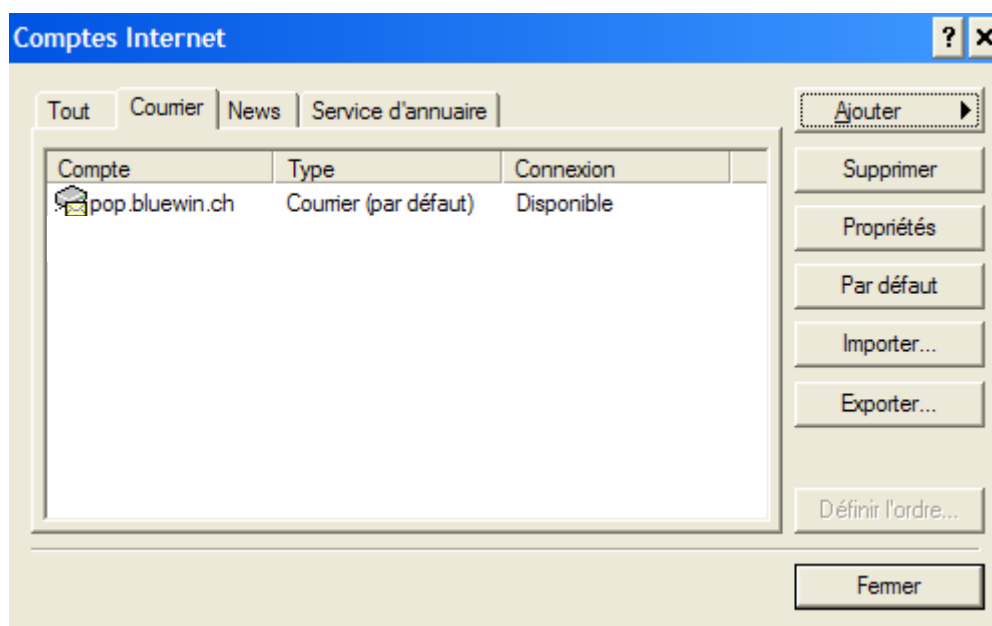 Comptes Internet
Tout Courrier News Service d'annuaire
Ajouter
Compte Type Connexion
Supprimer
pop.bluewin.ch Courrier (par défaut) Disponible
Propriétés
Par défaut
Importer...
Exporter...
Définir l'ordre...
Fermer